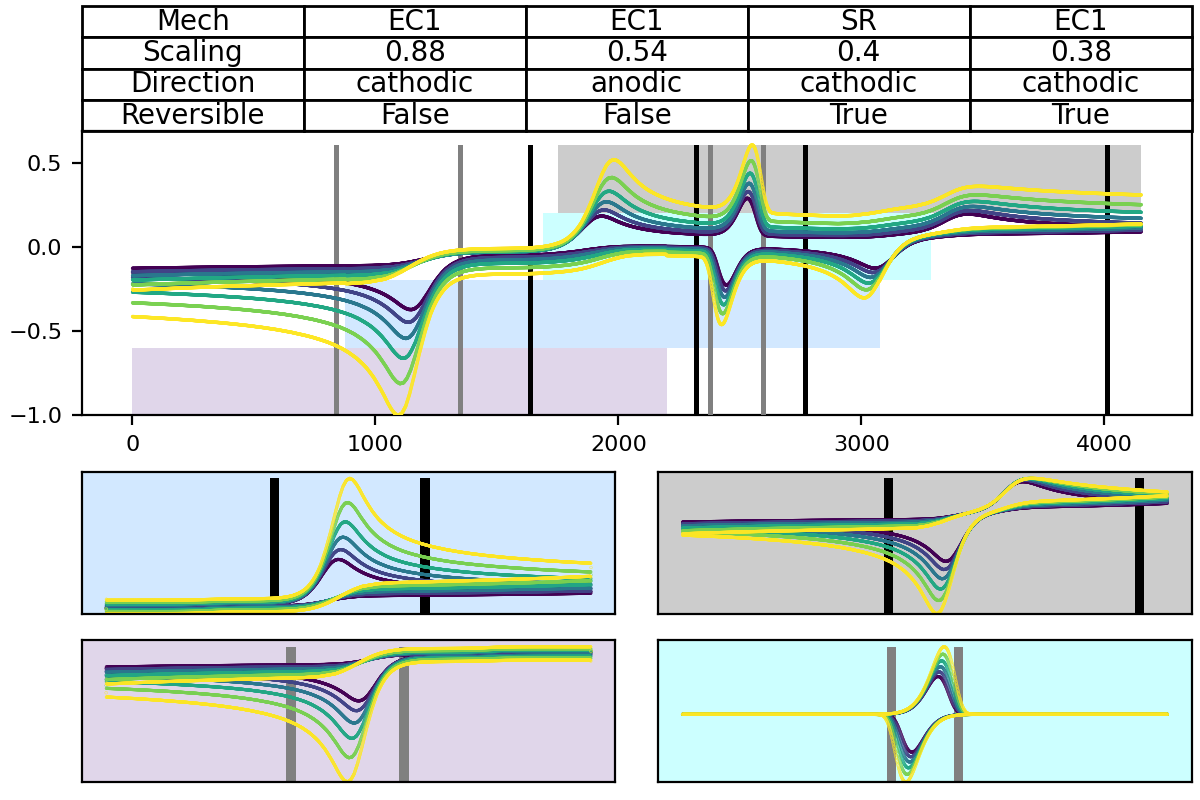 Mech EC1 EC1 SR EC1
Scaling 0.88 0.54 0.4 0.38
Direction cathodic anodic cathodic cathodic
Reversible False False True True
0.5
0.0
−0.5
−1.0
0 1000 2000 3000 4000